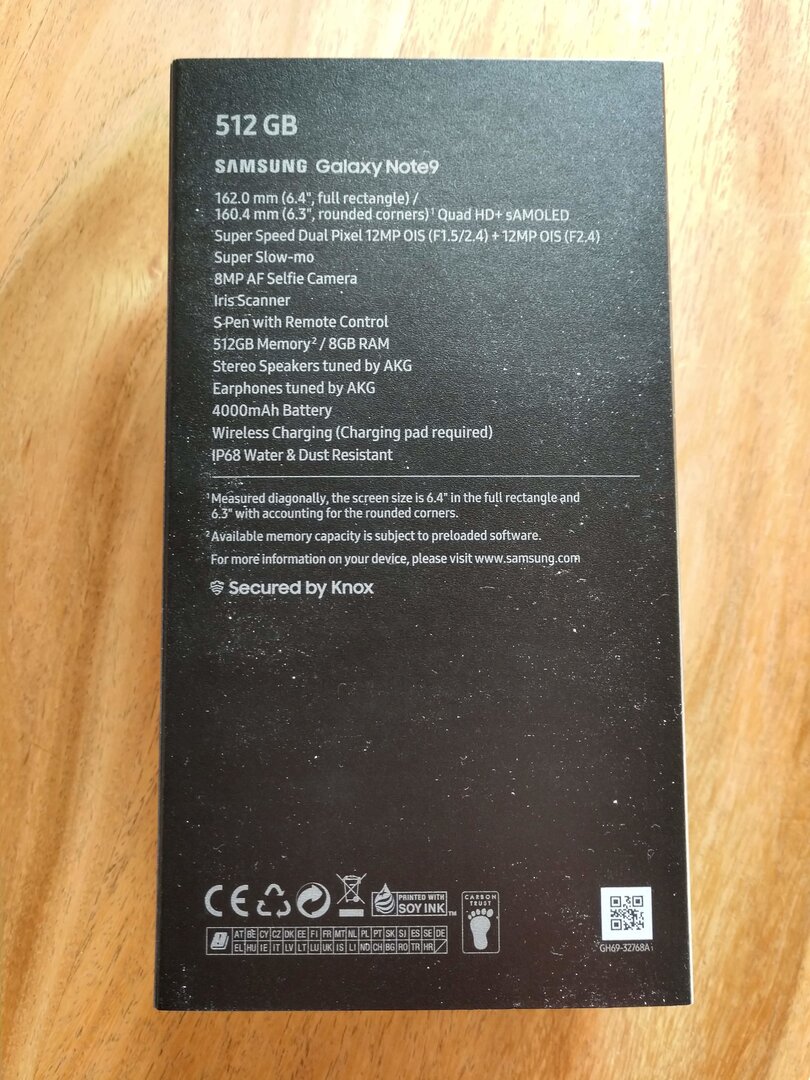 512 GB
SAMSUNG Galaxy Note9
162.0 mm (6.4", full rectangle) /
160.4 mm (6.3", rounded corners)¹ Quad HD+ sAMOLED
Super Speed Dual Pixel 12MP OIS (F1.5/2.4) + 12MP OIS (F2.4)
Super Slow-mo
8MP AF Selfie Camera
Iris Scanner
S Pen with Remote Control
512GB Memory² / 8GB RAM
Stereo Speakers tuned by AKG
Earphones tuned by AKG
4000mAh Battery
Wireless Charging (Charging pad required)
IP68 Water & Dust Resistant
¹ Measured diagonally, the screen size is 6.4" in the full rectangle and
6.3" with accounting for the rounded corners.
² Available memory capacity is subject to preloaded software.
For more information on your device, please visit www.samsung.com
Secured by Knox
CE
PRINTED WITH
SOY INK™
CARBON
TRUST
AT BE CY CZ DK EE FI FR MT NL PL PT SK SI ES SE DE
EL HU IE IT LV LT LU UK IS LI NO CH BG RO TR HR
GH69-32768A